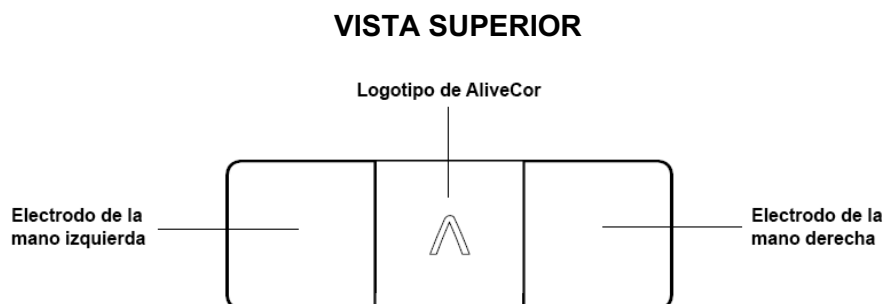 VISTA SUPERIOR
Logotipo de AliveCor
Electrodo de la
mano izquierda
Electrodo de la
mano derecha